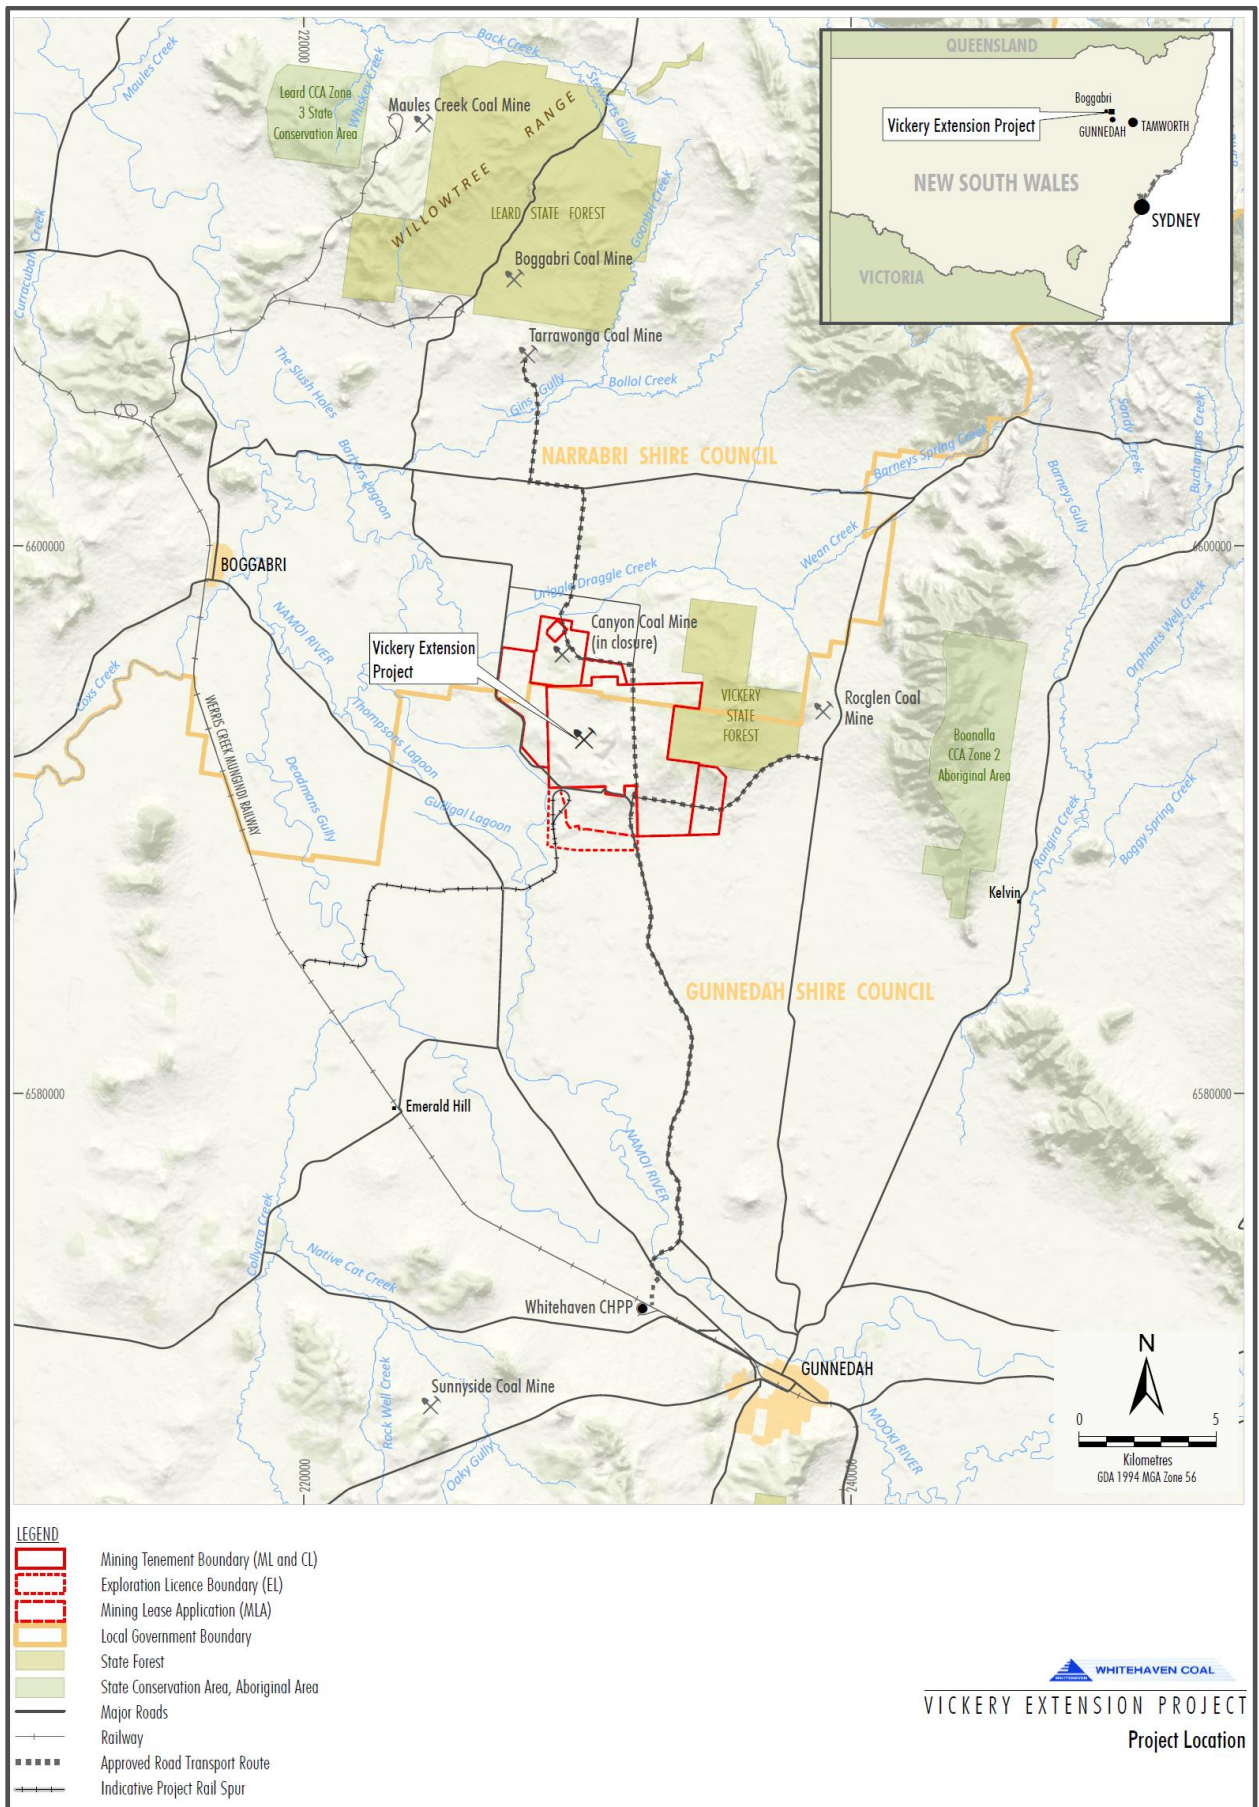 220000
Back Creek
Maules Creek
Whiskey Creek
Leard CCA Zone
3 State
Conservation Area
Maules Creek Coal Mine
Stewarts Gully
WILLOWTREE RANGE
LEARD STATE FOREST
Goonbri Creek
Boggabri Coal Mine
Curracubah Creek
Tarrawonga Coal Mine
The Slush Holes
Gins Gully
Bollol Creek
QUEENSLAND
Boggabri
Vickery Extension Project
GUNNEDAH
TAMWORTH
NEW SOUTH WALES
SYDNEY
VICTORIA
Sandy Creek
Buchanans Creek
Barbers Lagoon
NARRABRI SHIRE COUNCIL
Barneys Spring Creek
Barneys Gully
6600000
6600000
BOGGABRI
Wean Creek
Driggle Draggle Creek
NAMOI RIVER
Canyon Coal Mine
(in closure)
Orphants Well Creek
Vickery Extension
Project
Coxs Creek
WERRIS CREEK MUNGINDI RAILWAY
Thompsons Lagoon
VICKERY
STATE
FOREST
Rocglen Coal
Mine
Boonalla
CCA Zone 2
Aboriginal Area
Deadmans Gully
Gulligal Lagoon
Rangira Creek
Boggy Spring Creek
Kelvin
GUNNEDAH SHIRE COUNCIL
6580000
6580000
Emerald Hill
NAMOI RIVER
Collygra Creek
Native Cat Creek
Whitehaven CHPP
GUNNEDAH
Rock Well Creek
Sunnyside Coal Mine
Oaky Gully
MOOKI RIVER
220000
240000
N
0 5
Kilometres
GDA 1994 MGA Zone 56
LEGEND
Mining Tenement Boundary (ML and CL)
Exploration Licence Boundary (EL)
Mining Lease Application (MLA)
Local Government Boundary
State Forest
State Conservation Area, Aboriginal Area
Major Roads
Railway
Approved Road Transport Route
Indicative Project Rail Spur
WHITEHAVEN COAL
VICKERY EXTENSION PROJECT
Project Location